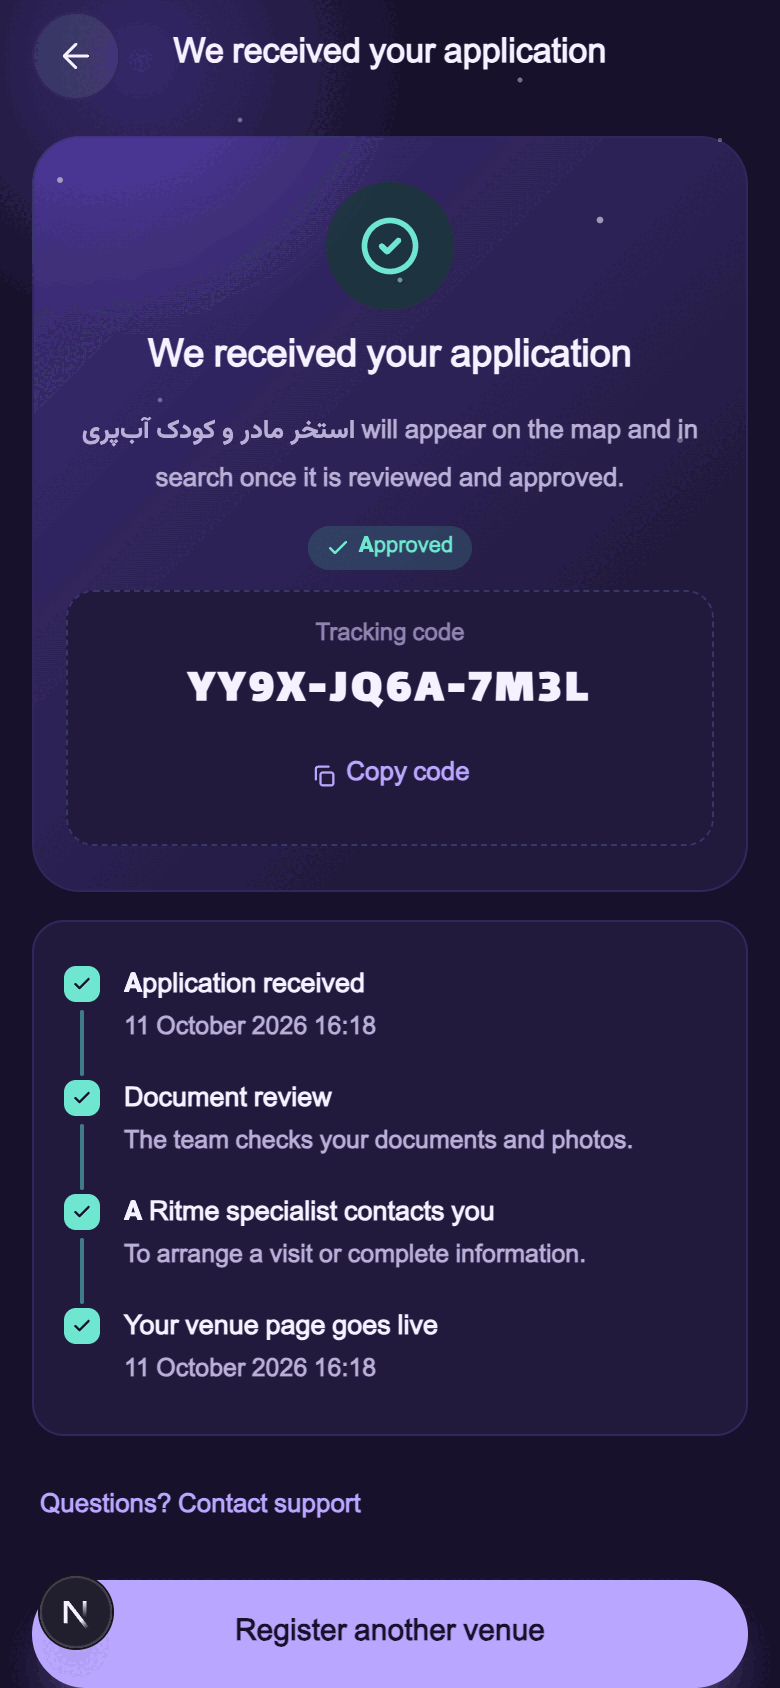 We received your application
We received your application
استخر مادر و کودک آب‌پری will appear on the map and in
search once it is reviewed and approved.
Approved
Tracking code
YY9X-JQ6A-7M3L
Copy code
Application received
11 October 2026 16:18
Document review
The team checks your documents and photos.
A Ritme specialist contacts you
To arrange a visit or complete information.
Your venue page goes live
11 October 2026 16:18
Questions? Contact support
N
Register another venue